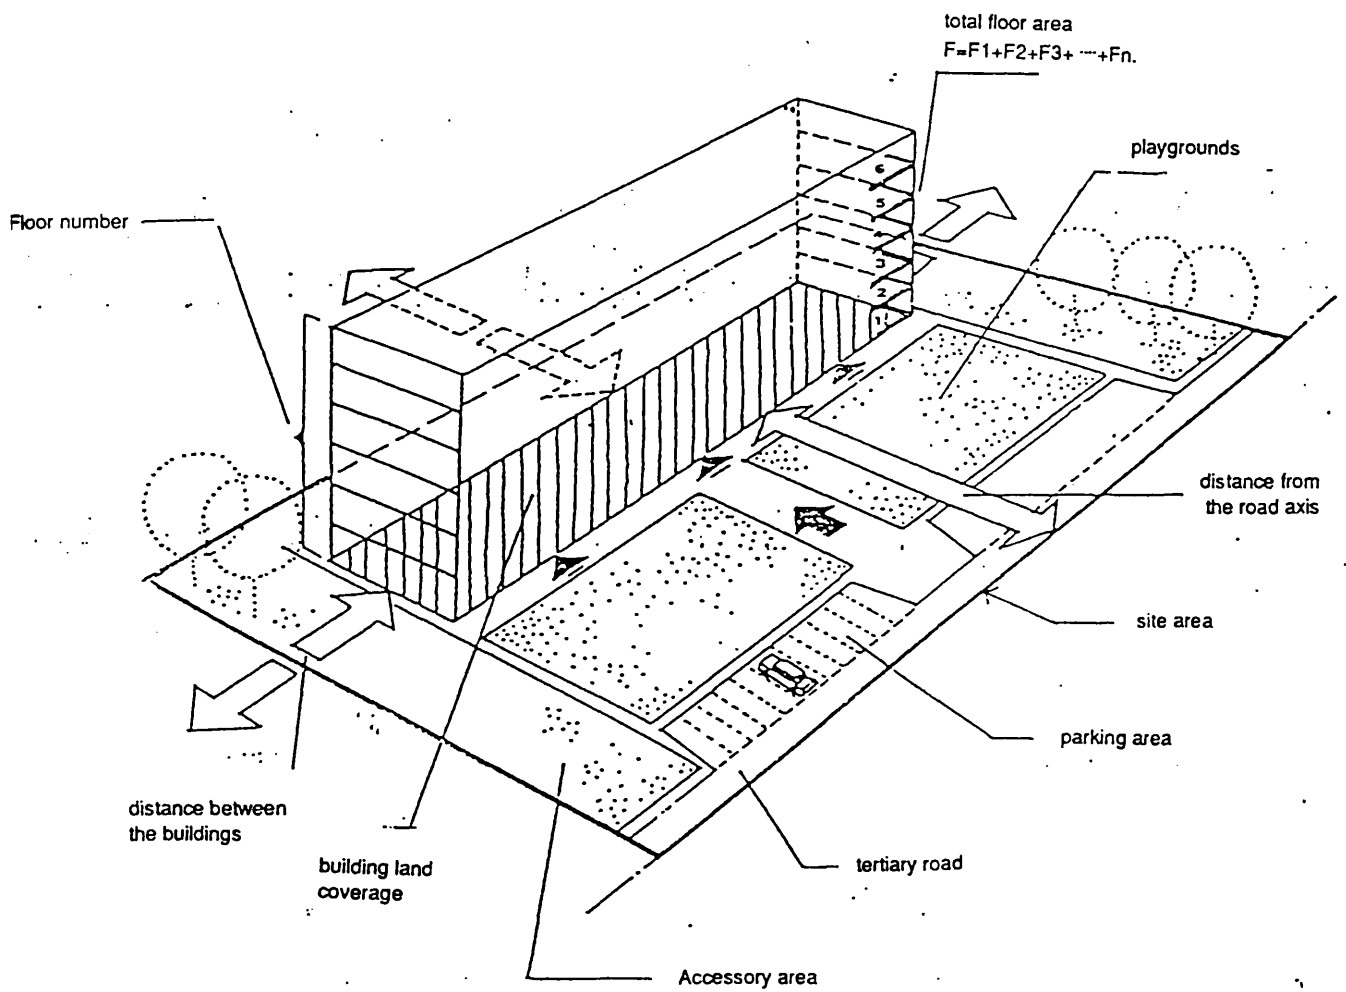 total floor area
F=F1+F2+F3+ ----+Fn.
playgrounds
Floor number
6
5
4
3
2
1
distance from
the road axis
site area
parking area
distance between
the buildings
building land
coverage
tertiary road
Accessory area